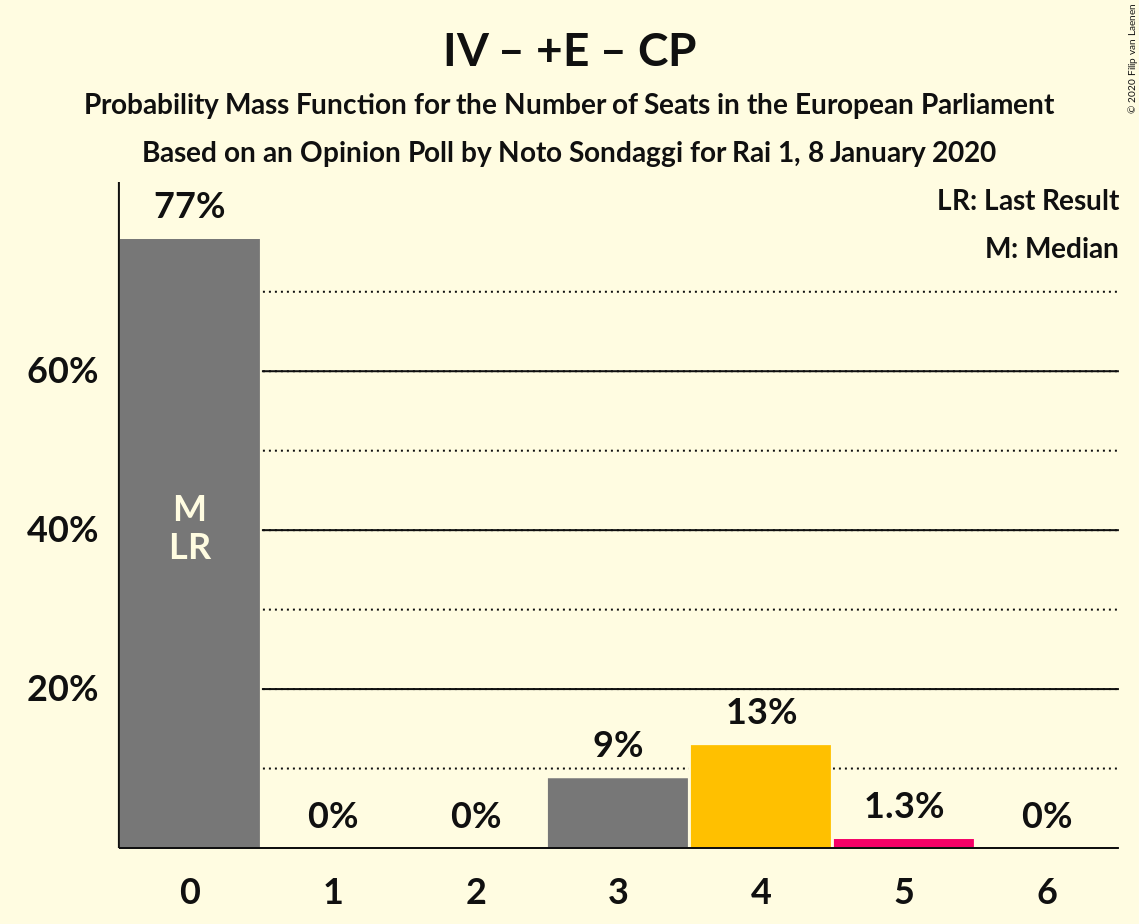 IV – +E – CP
Probability Mass Function for the Number of Seats in the European Parliament
Based on an Opinion Poll by Noto Sondaggi for Rai 1, 8 January 2020
© 2020 Filip van Laenen
LR: Last Result
M: Median
77%
60%
40%
20%
M
LR
0%
0%
9%
13%
1.3%
0%
0
1
2
3
4
5
6